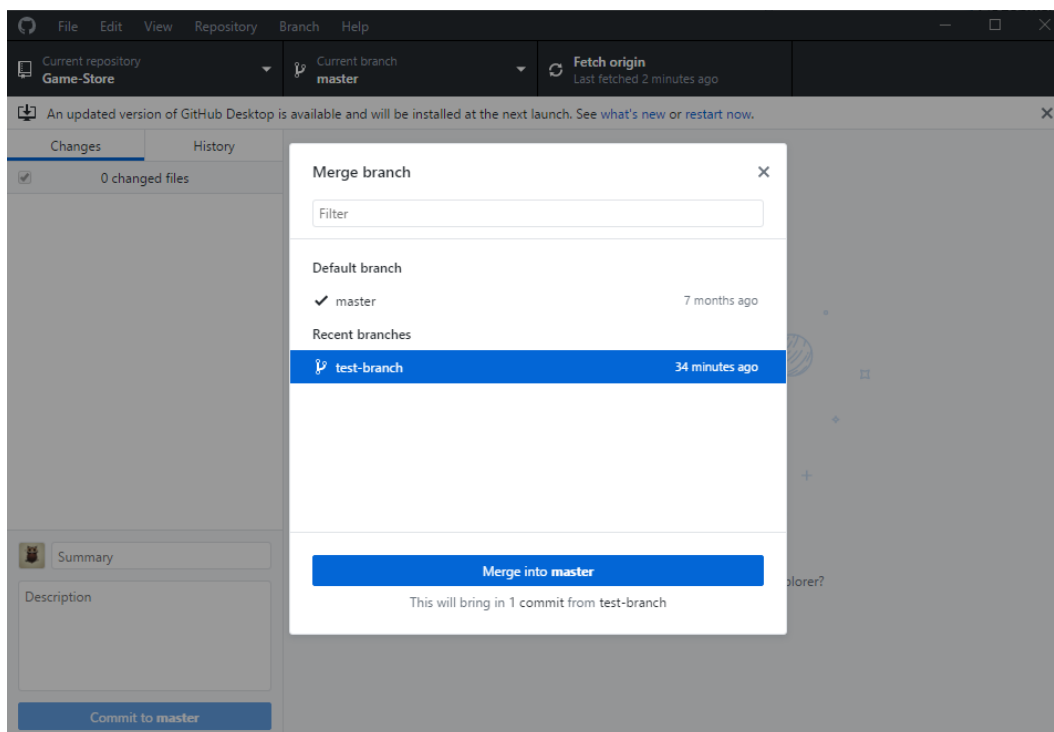 File Edit View Repository Branch Help
Current repository
Game-Store
Current branch
master
Fetch origin
Last fetched 2 minutes ago
An updated version of GitHub Desktop is available and will be installed at the next launch. See what's new or restart now.
Changes History
0 changed files
Merge branch
Filter
Default branch
master 7 months ago
Recent branches
test-branch 34 minutes ago
Merge into master
This will bring in 1 commit from test-branch
plorer?
Summary
Description
Commit to master